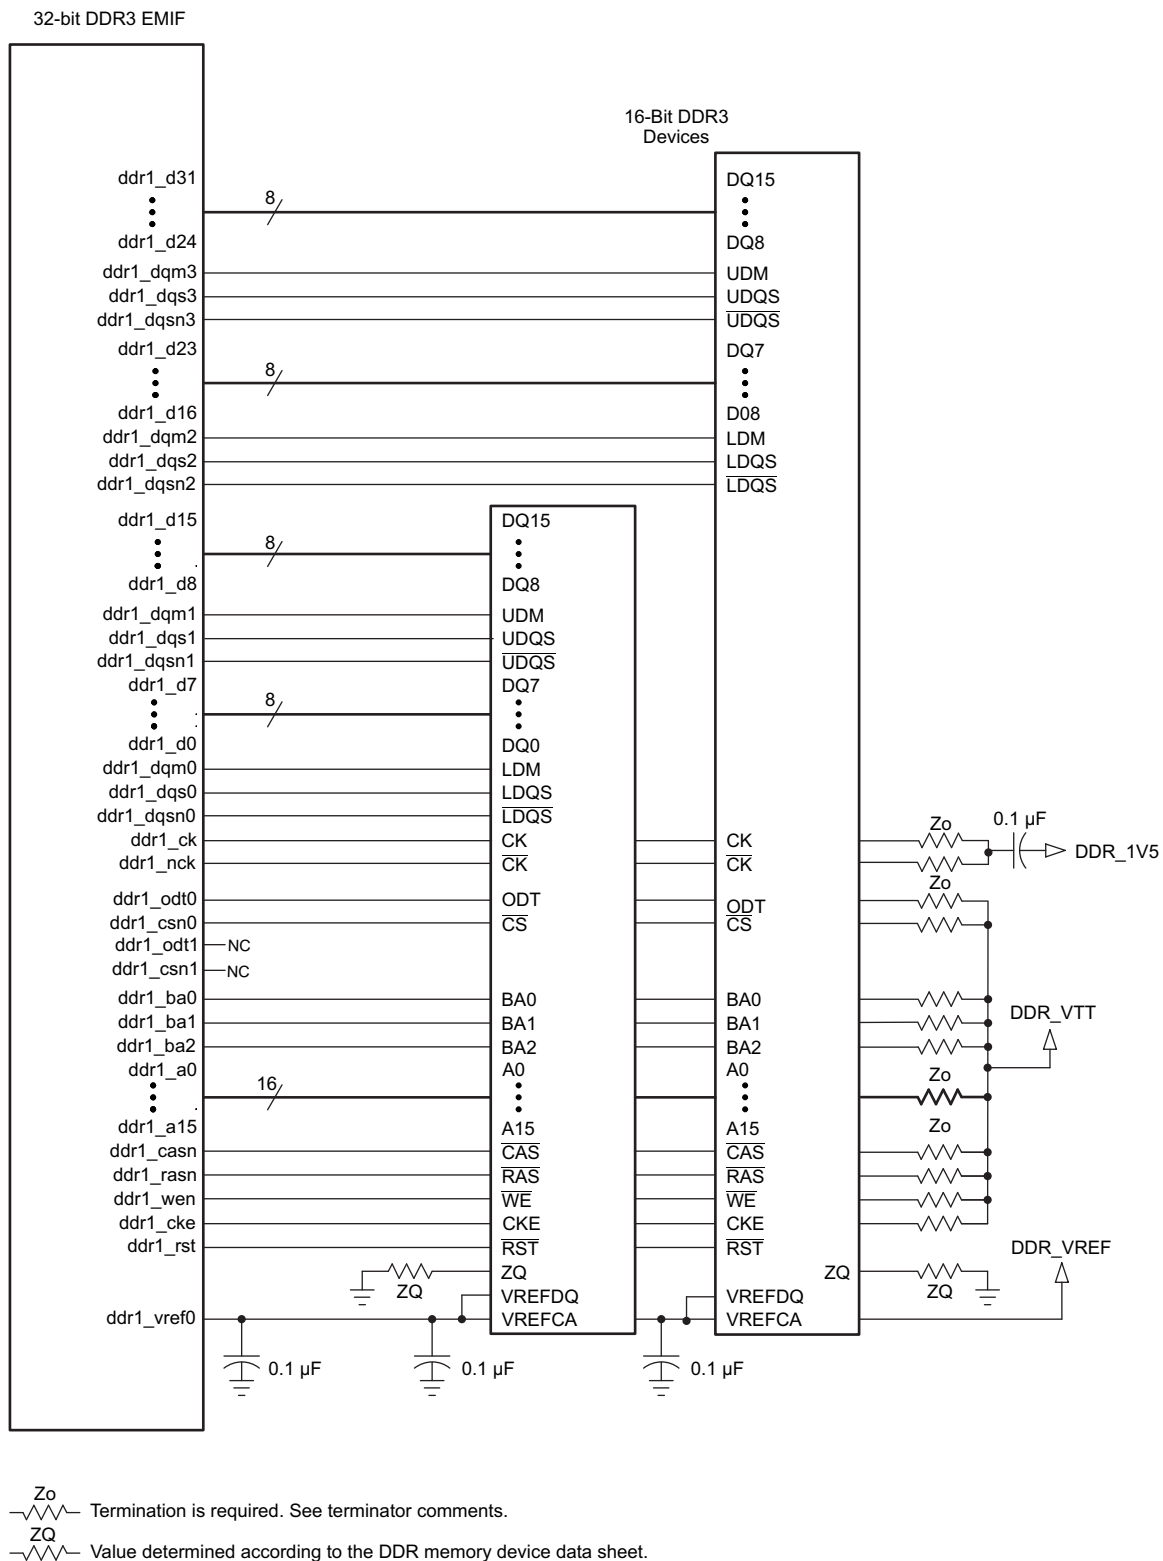 32-bit DDR3 EMIF
16-Bit DDR3
Devices
ddr1_d31
8
DQ15
ddr1_d24
DQ8
ddr1_dqm3
UDM
ddr1_dqs3
UDQS
ddr1_dqsn3
UDQS
ddr1_d23
8
DQ7
ddr1_d16
D08
ddr1_dqm2
LDM
ddr1_dqs2
LDQS
ddr1_dqsn2
LDQS
ddr1_d15
8
DQ15
ddr1_d8
DQ8
ddr1_dqm1
UDM
ddr1_dqs1
UDQS
ddr1_dqsn1
UDQS
ddr1_d7
8
DQ7
ddr1_d0
DQ0
ddr1_dqm0
LDM
ddr1_dqs0
LDQS
ddr1_dqsn0
LDQS
ddr1_ck
CK
CK
Zo
0.1 µF
DDR_1V5
ddr1_nck
CK
CK
Zo
ddr1_odt0
ODT
ODT
ddr1_csn0
CS
CS
ddr1_odt1
NC
ddr1_csn1
NC
ddr1_ba0
BA0
BA0
ddr1_ba1
BA1
BA1
DDR_VTT
ddr1_ba2
BA2
BA2
ddr1_a0
16
A0
A0
Zo
ddr1_a15
A15
A15
Zo
ddr1_casn
CAS
CAS
ddr1_rasn
RAS
RAS
ddr1_wen
WE
WE
ddr1_cke
CKE
CKE
ddr1_rst
RST
RST
DDR_VREF
ZQ
ZQ
ZQ
ZQ
VREFDQ
VREFDQ
ddr1_vref0
VREFCA
VREFCA
0.1 µF
0.1 µF
0.1 µF
Zo
Termination is required. See terminator comments.
ZQ
Value determined according to the DDR memory device data sheet.